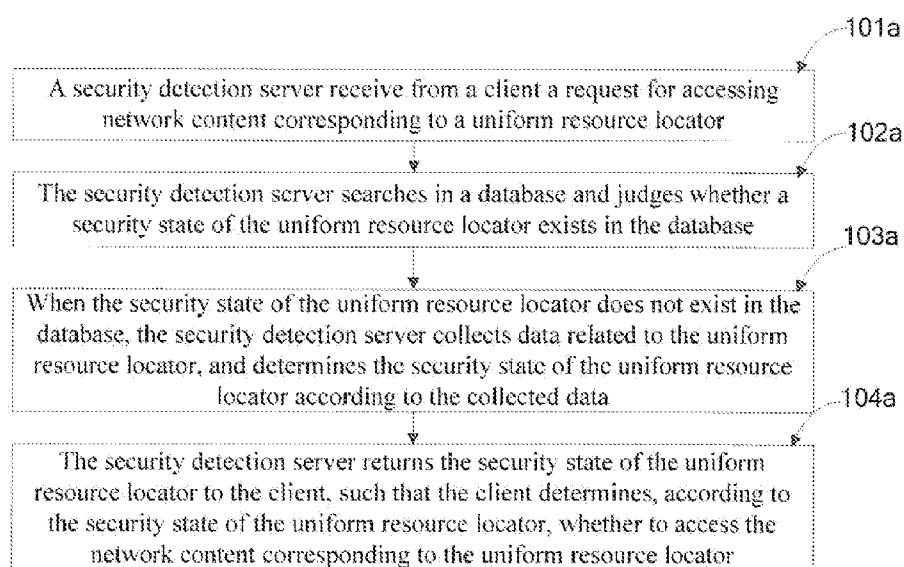 101a
A security detection server receive from a client a request for accessing
network content corresponding to a uniform resource locator
102a
The security detection server searches in a database and judges whether a
security state of the uniform resource locator exists in the database
103a
When the security state of the uniform resource locator does not exist in the
database, the security detection server collects data related to the uniform
resource locator, and determines the security state of the uniform resource
locator according to the collected data
104a
The security detection server returns the security state of the uniform
resource locator to the client, such that the client determines, according to
the security state of the uniform resource locator, whether to access the
network content corresponding to the uniform resource locator